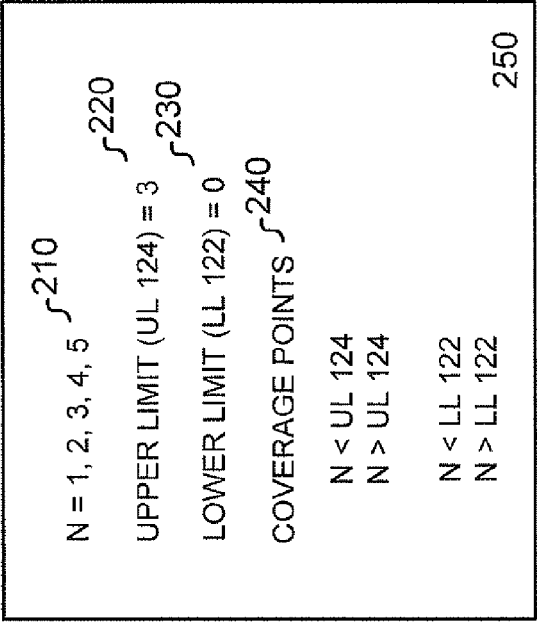 N = 1, 2, 3, 4, 5 210
UPPER LIMIT (UL 124) = 3 220
LOWER LIMIT (LL 122) = 0 230
COVERAGE POINTS 240
N < UL 124
N > UL 124
N < LL 122
N > LL 122
250